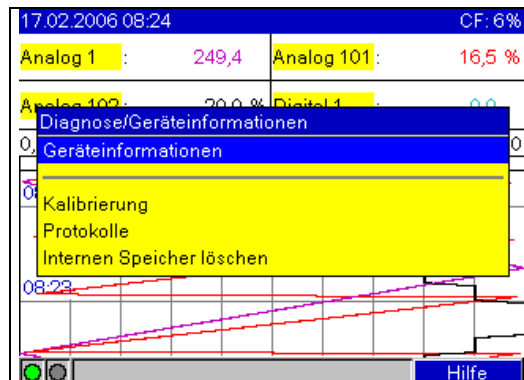 17.02.2006 08:24 CF: 6%
Analog 1 : 249,4 Analog 101 : 16,5 %
Diagnose/Geräteinformationen
Geräteinformationen
Kalibrierung
Protokolle
Internen Speicher löschen
08:23
Hilfe